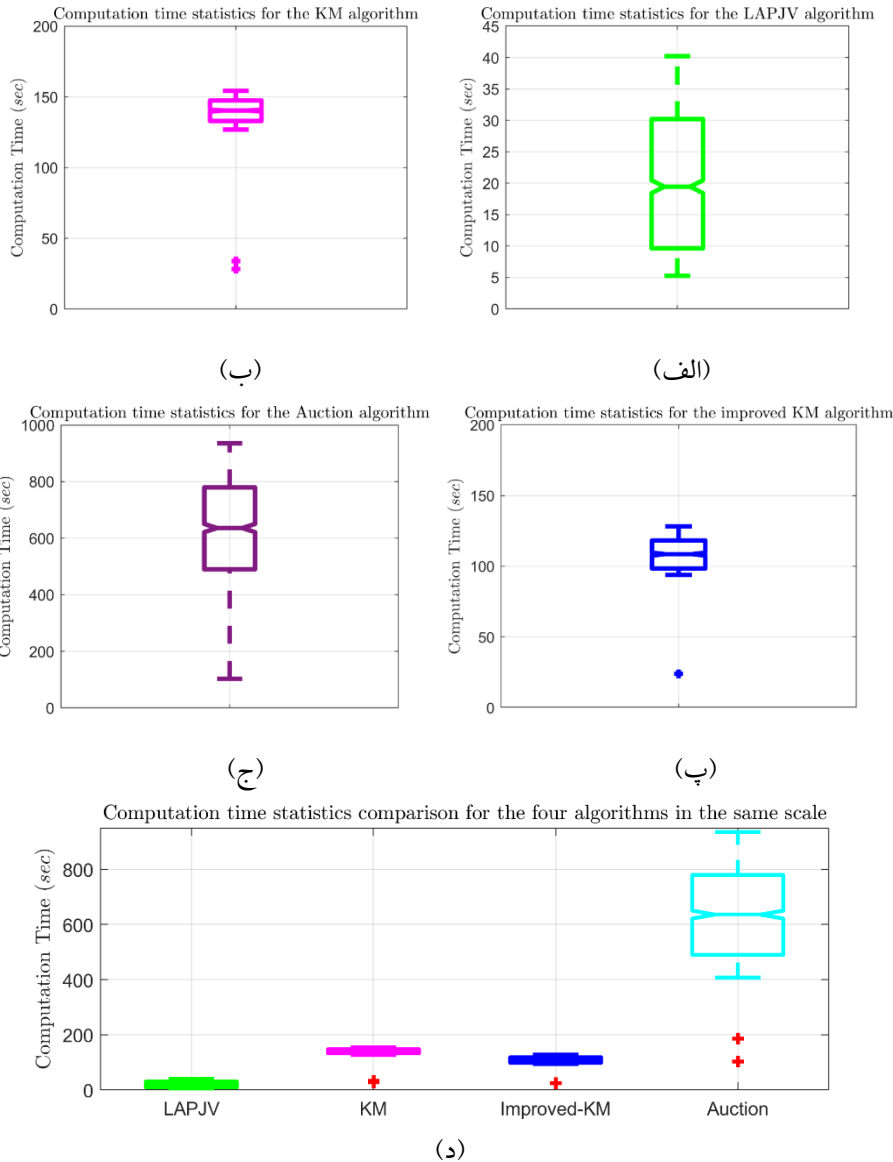 Computation time statistics for the KM algorithm
Computation Time (sec)
200
150
100
50
0
(ب)
Computation time statistics for the LAPJV algorithm
Computation Time (sec)
45
40
35
30
25
20
15
10
5
0
(الف)
Computation time statistics for the Auction algorithm
Computation Time (sec)
1000
800
600
400
200
0
(ج)
Computation time statistics for the improved KM algorithm
Computation Time (sec)
200
150
100
50
0
(پ)
Computation time statistics comparison for the four algorithms in the same scale
Computation Time (sec)
800
600
400
200
0
LAPJV KM Improved-KM Auction
(د)